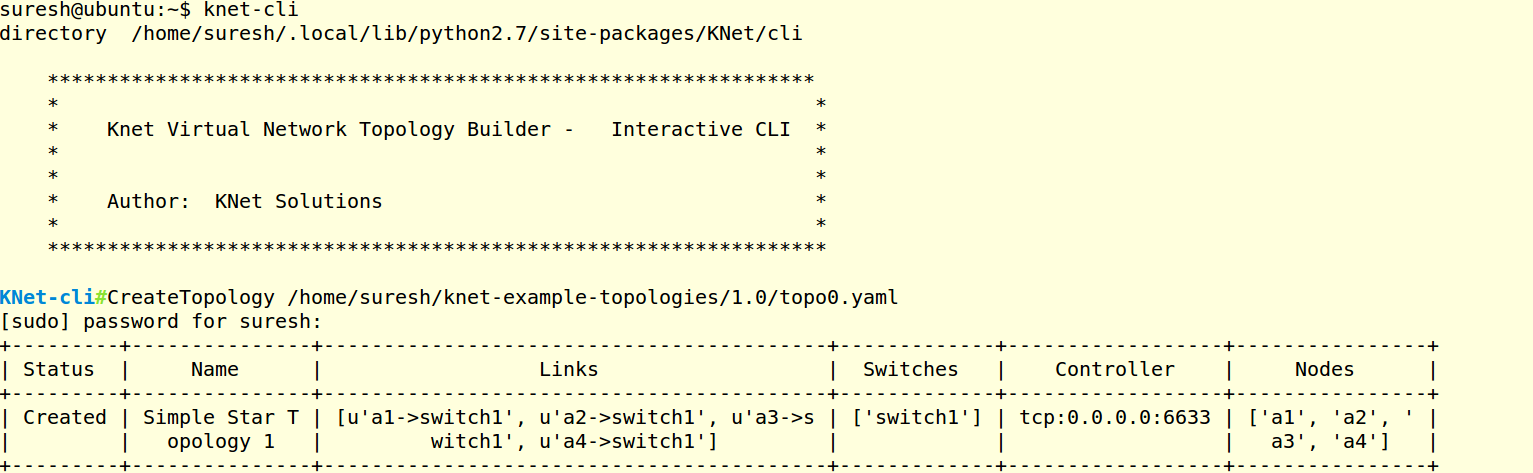 suresh@ubuntu:~$ knet-cli
directory  /home/suresh/.local/lib/python2.7/site-packages/KNet/cli
    ****************************************************************
    *                                                               *
    *    Knet Virtual Network Topology Builder -   Interactive CLI  *
    *                                                               *
    *                                                               *
    *    Author:  KNet Solutions                                    *
    *                                                               *
    *****************************************************************
KNet-cli#CreateTopology /home/suresh/knet-example-topologies/1.0/topo0.yaml
[sudo] password for suresh:
+---------+---------------+------------------------------------------+-------------+------------------+----------------+
| Status  |     Name      |                  Links                   |  Switches   |    Controller    |     Nodes      |
+---------+---------------+------------------------------------------+-------------+------------------+----------------+
| Created | Simple Star T | [u'a1->switch1', u'a2->switch1', u'a3->s | ['switch1'] | tcp:0.0.0.0:6633 | ['a1', 'a2', ' |
|         |   opology 1   |         witch1', u'a4->switch1']         |             |                  |   a3', 'a4']   |
+---------+---------------+------------------------------------------+-------------+------------------+----------------+